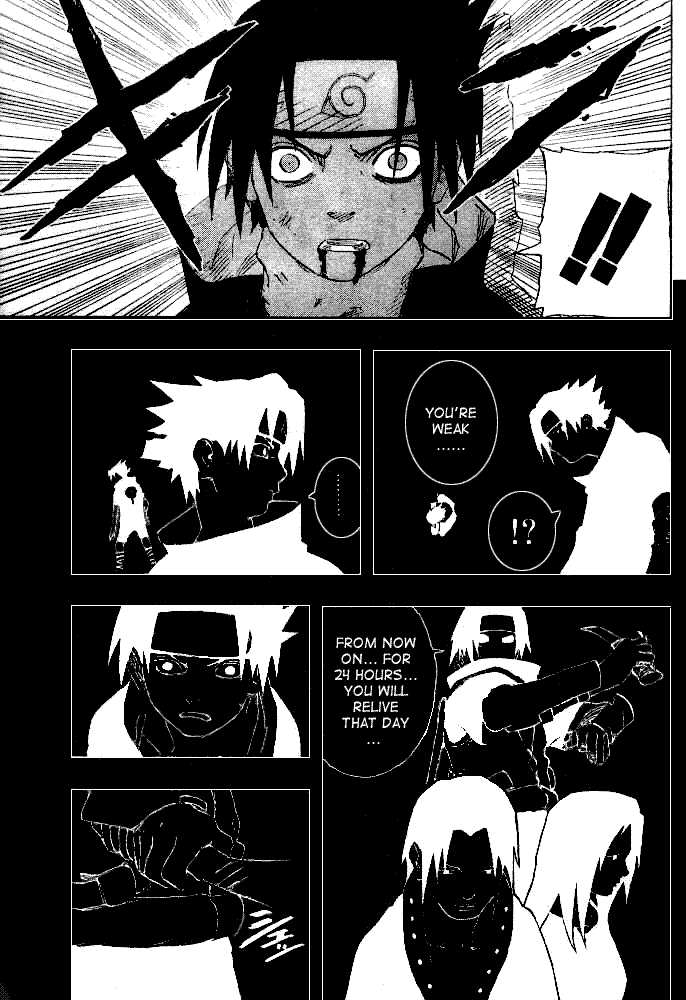 !!
YOU'RE
WEAK
......
!?
........
FROM NOW
ON... FOR
24 HOURS...
YOU WILL
RELIVE
THAT DAY
...